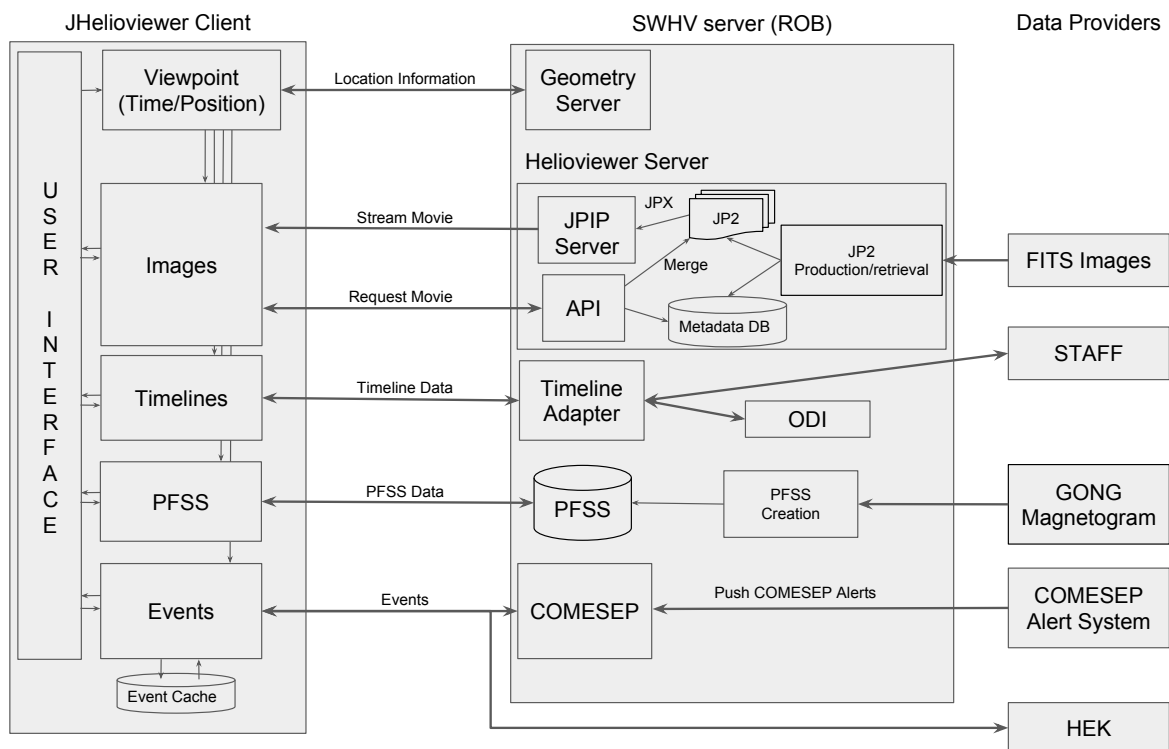 JHelioviewer Client
SWHV server (ROB)
Data Providers
USER INTERFACE
Viewpoint
(Time/Position)
Location Information
Geometry
Server
Helioviewer Server
Images
Stream Movie
JPIP
Server
JPX
JP2
JP2
Production/retrieval
FITS Images
Merge
Request Movie
API
Metadata DB
STAFF
Timelines
Timeline Data
Timeline
Adapter
ODI
PFSS
PFSS Data
PFSS
PFSS
Creation
GONG
Magnetogram
Events
Events
COMESEP
Push COMESEP Alerts
COMESEP
Alert System
Event Cache
HEK